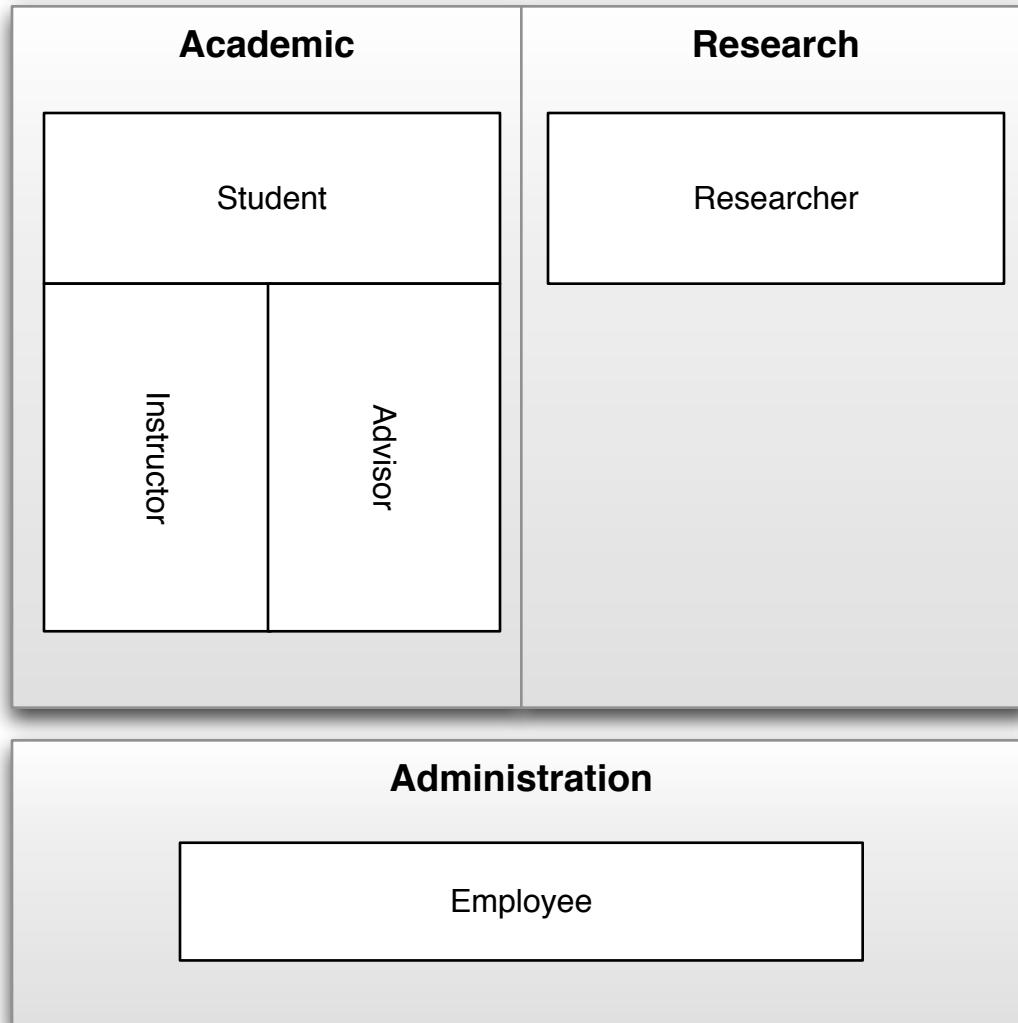 Academic
Research
Student
Researcher
Instructor
Advisor
Administration
Employee